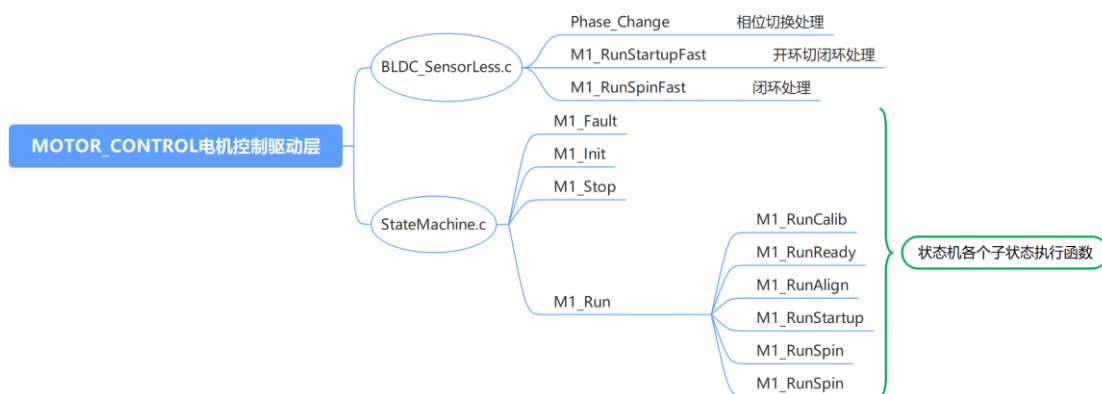 MOTOR_CONTROL电机控制驱动层
BLDC_SensorLess.c
Phase_Change 相位切换处理
M1_RunStartupFast 开环切闭环处理
M1_RunSpinFast 闭环处理
StateMachine.c
M1_Fault
M1_Init
M1_Stop
M1_Run
M1_RunCalib
M1_RunReady
M1_RunAlign
M1_RunStartup
M1_RunSpin
M1_RunSpin
状态机各个子状态执行函数